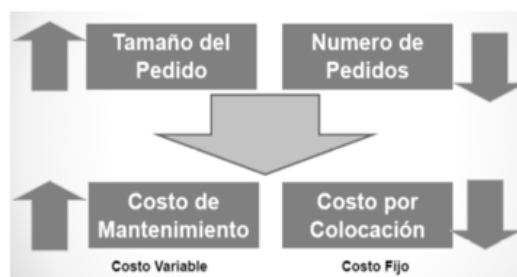 Tamaño del
Pedido
Numero de
Pedidos
Costo de
Mantenimiento
Costo por
Colocación
Costo Variable
Costo Fijo